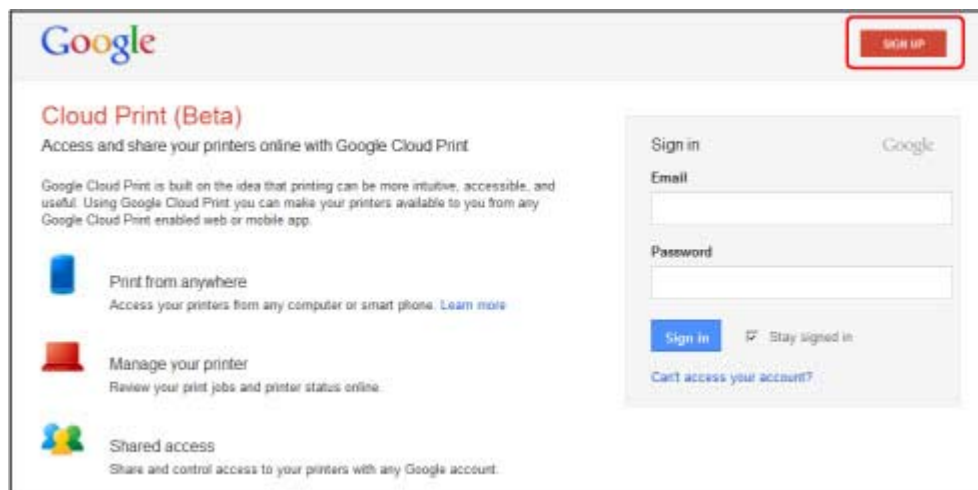 Google
SIGN UP
Cloud Print (Beta)
Access and share your printers online with Google Cloud Print
Google Cloud Print is built on the idea that printing can be more intuitive, accessible, and
useful. Using Google Cloud Print you can make your printers available to you from any
Google Cloud Print enabled web or mobile app.
Print from anywhere
Access your printers from any computer or smart phone. Learn more
Manage your printer
Review your print jobs and printer status online.
Shared access
Share and control access to your printers with any Google account.
Sign in
Google
Email
Password
Sign in
Stay signed in
Can't access your account?